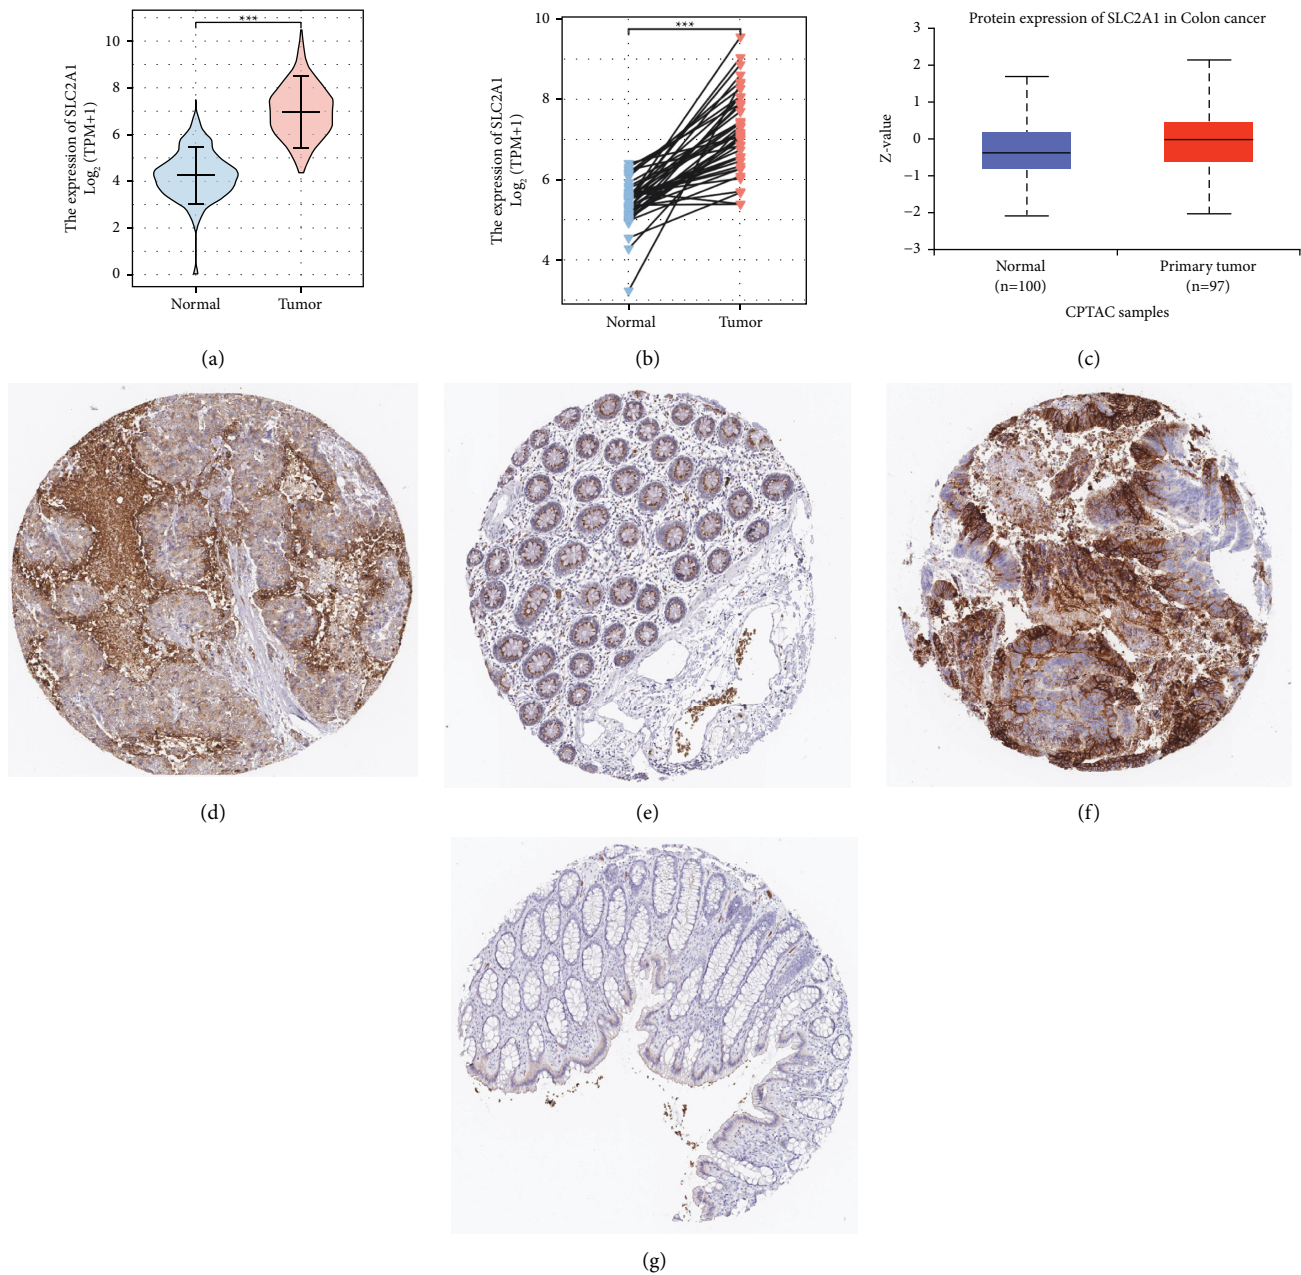 The expression of SLC2A1
Log2 (TPM+1)
10
8
6
4
2
0
***
Normal
Tumor
(a)
The expression of SLC2A1
Log2 (TPM+1)
10
8
6
4
***
Normal
Tumor
(b)
Protein expression of SLC2A1 in Colon cancer
Z-value
3
2
1
0
−1
−2
−3
Normal
(n=100)
Primary tumor
(n=97)
CPTAC samples
(c)
(d)
(e)
(f)
(g)